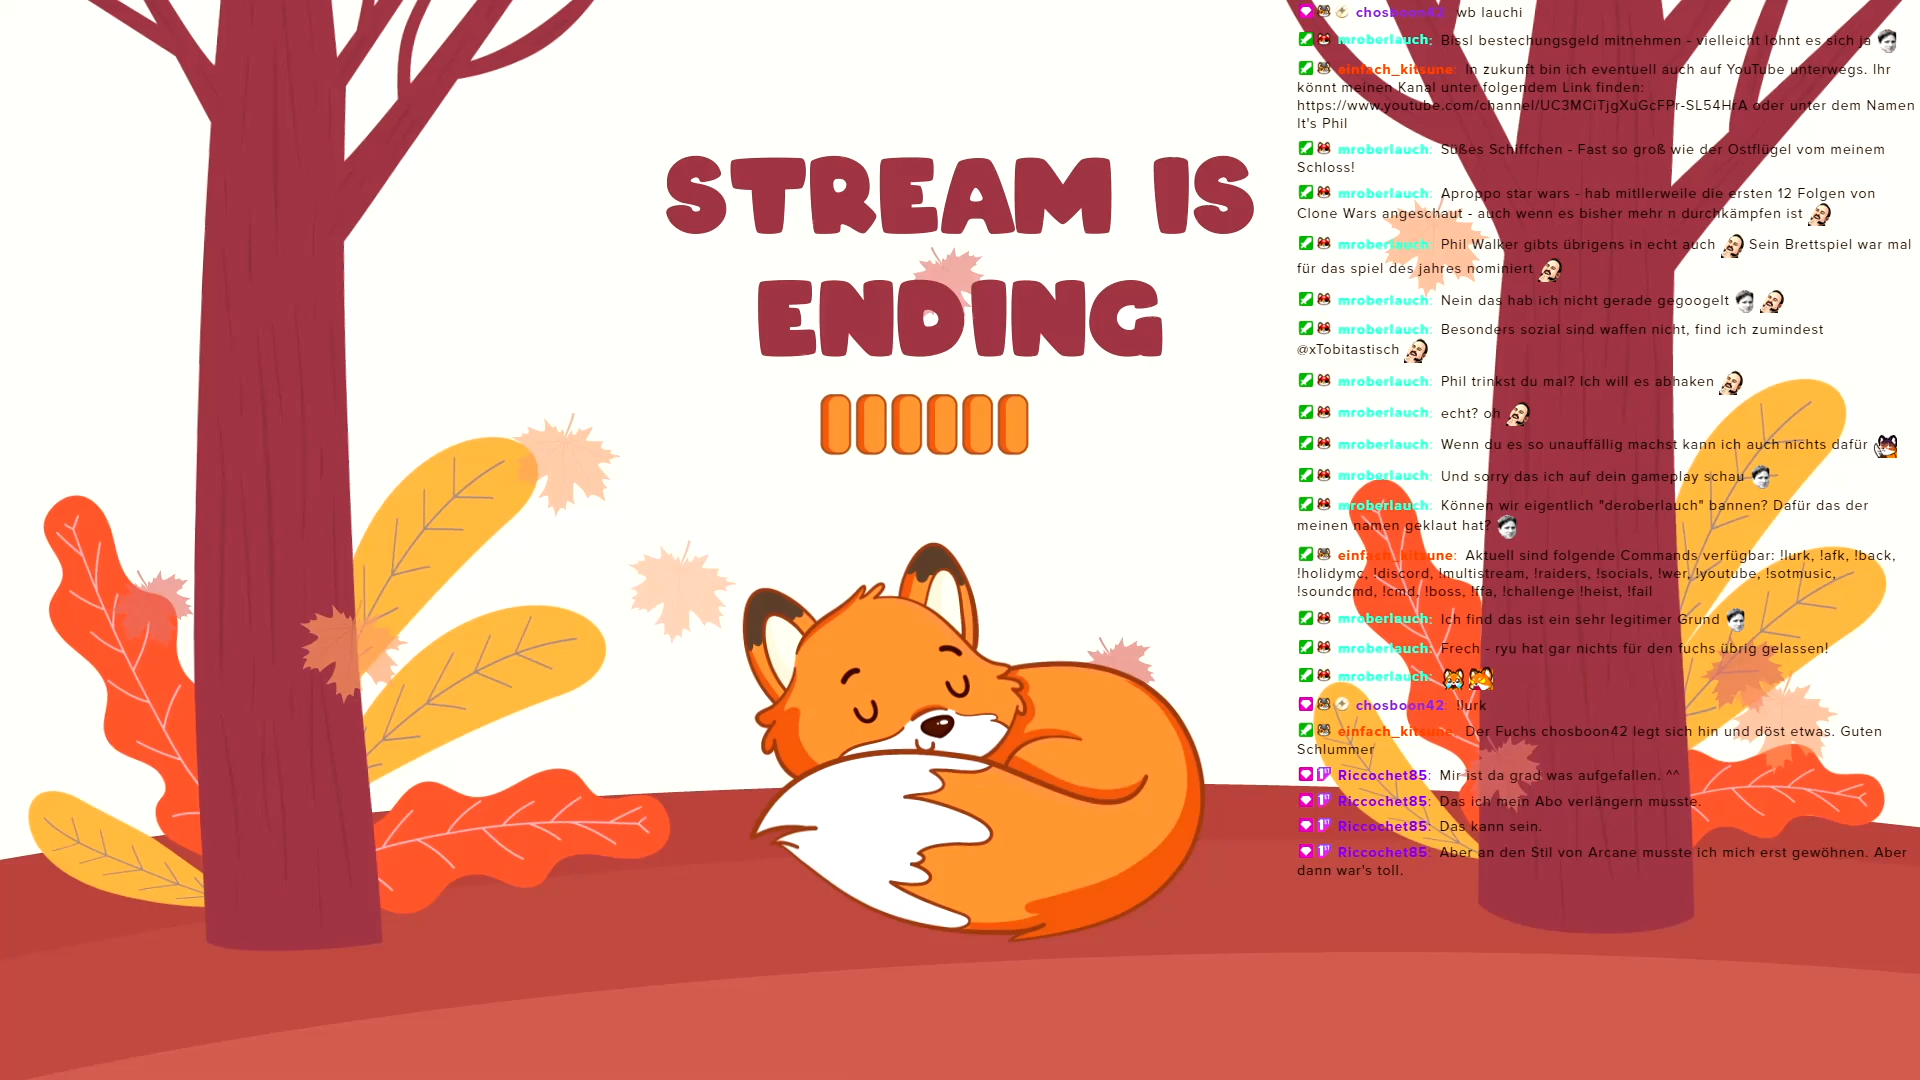 STREAM IS
ENDING
chosboon42: wb lauchi
mroberlauch: Bissl bestechungsgeld mitnehmen - vielleicht lohnt es sich ja
einfach_kitsune: In zukunft bin ich eventuell auch auf YouTube unterwegs. Ihr
könnt meinen Kanal unter folgendem Link finden:
https://www.youtube.com/channel/UC3MCiTjgXuGcFPr-SL54HrA oder unter dem Namen
It's Phil
mroberlauch: Süßes Schiffchen - Fast so groß wie der Ostflügel vom meinem
Schloss!
mroberlauch: Aproppo star wars - hab mitllerweile die ersten 12 Folgen von
Clone Wars angeschaut - auch wenn es bisher mehr n durchkämpfen ist
mroberlauch: Phil Walker gibts übrigens in echt auch Sein Brettspiel war mal
für das spiel des jahres nominiert
mroberlauch: Nein das hab ich nicht gerade gegoogelt
mroberlauch: Besonders sozial sind waffen nicht, find ich zumindest
@xTobitastisch
mroberlauch: Phil trinkst du mal? Ich will es abhaken
mroberlauch: echt? oh
mroberlauch: Wenn du es so unauffällig machst kann ich auch nichts dafür
mroberlauch: Und sorry das ich auf dein gameplay schau
mroberlauch: Können wir eigentlich "deroberlauch" bannen? Dafür das der
meinen namen geklaut hat?
einfach_kitsune: Aktuell sind folgende Commands verfügbar: !lurk, !afk, !back,
!holidymc, !discord, !multistream, !raiders, !socials, !wer, !youtube, !sotmusic,
!soundcmd, !cmd, !boss, !ffa, !challenge !heist, !fail
mroberlauch: Ich find das ist ein sehr legitimer Grund
mroberlauch: Frech - ryu hat gar nichts für den fuchs übrig gelassen!
mroberlauch:
chosboon42: !lurk
einfach_kitsune: Der Fuchs chosboon42 legt sich hin und döst etwas. Guten
Schlummer
Riccochet85: Mir ist da grad was aufgefallen. ^^
Riccochet85: Das ich mein Abo verlängern musste.
Riccochet85: Das kann sein.
Riccochet85: Aber an den Stil von Arcane musste ich mich erst gewöhnen. Aber
dann war's toll.